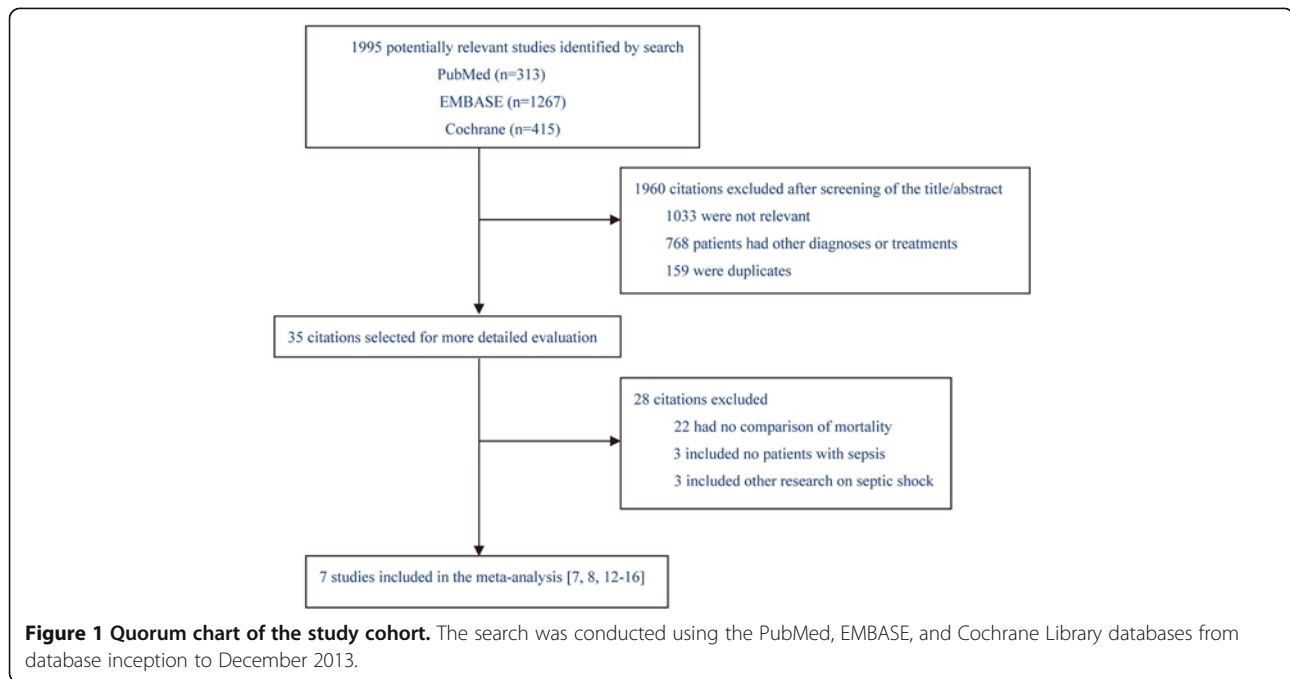 1995 potentially relevant studies identified by search
PubMed (n=313)
EMBASE (n=1267)
Cochrane (n=415)
1960 citations excluded after screening of the title/abstract
1033 were not relevant
768 patients had other diagnoses or treatments
159 were duplicates
35 citations selected for more detailed evaluation
28 citations excluded
22 had no comparison of mortality
3 included no patients with sepsis
3 included other research on septic shock
7 studies included in the meta-analysis [7, 8, 12-16]
Figure 1 Quorum chart of the study cohort. The search was conducted using the PubMed, EMBASE, and Cochrane Library databases from
database inception to December 2013.